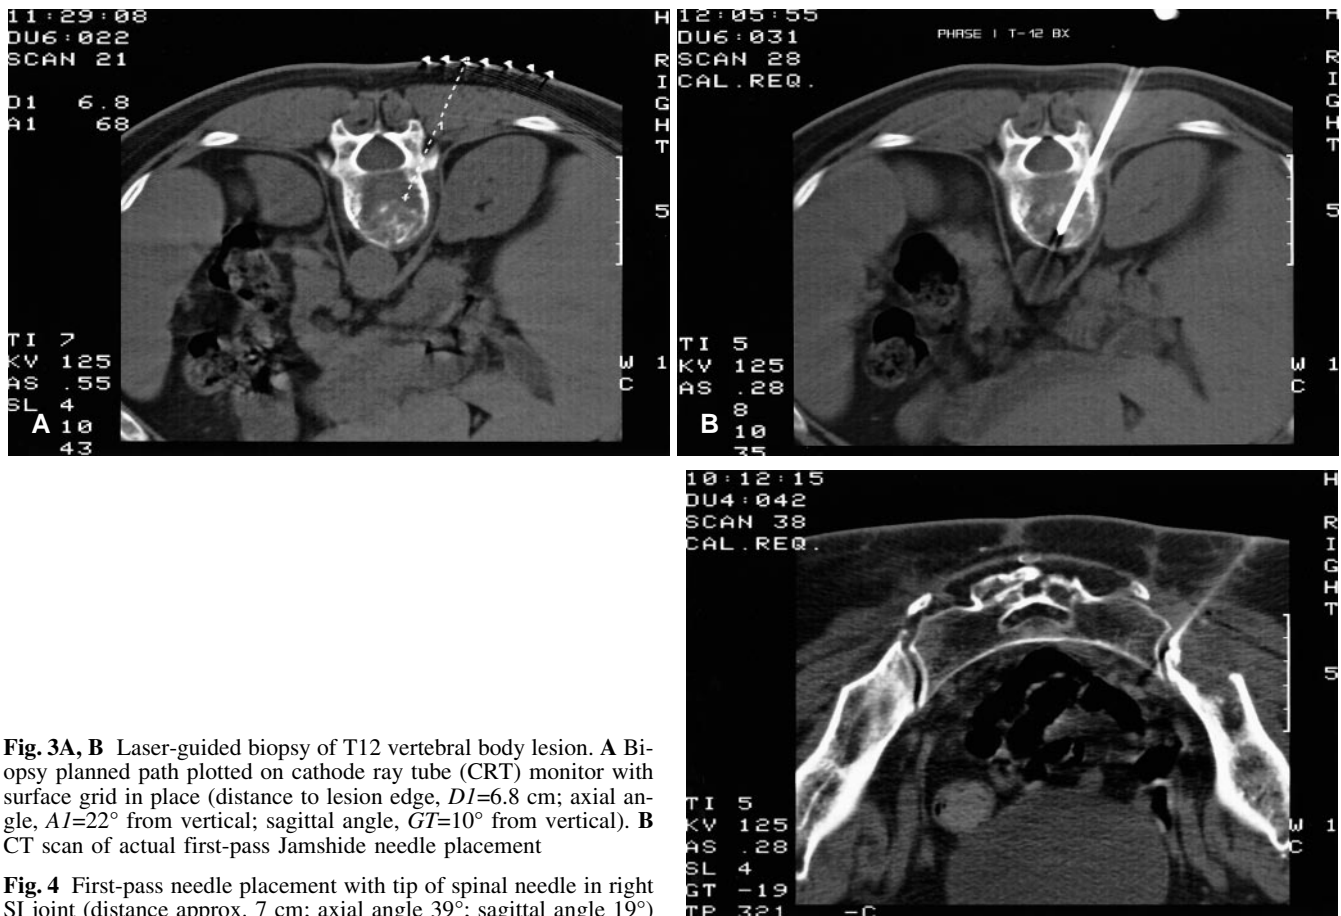 11:29:08
DU6:022
SCAN 21
D1 6.8
A1 68
TI 7
KV 125
AS .55
SL 4
10
43
A
H
RIGHT
5
W 1
C
12:05:55
DU6:031
SCAN 28
CAL.REQ.
PHASE I T-12 BX
TI 5
KV 125
AS .28
8
10
35
B
H
RIGHT
5
W 1
C
10:12:15
DU4:042
SCAN 38
CAL.REQ.
TI 5
KV 125
AS .28
SL 4
GT -19
TP 321 -C
H
RIGHT
5
W 1
C
Fig. 3A, B Laser-guided biopsy of T12 vertebral body lesion. A Bi-
opsy planned path plotted on cathode ray tube (CRT) monitor with
surface grid in place (distance to lesion edge, D1=6.8 cm; axial an-
gle, A1=22° from vertical; sagittal angle, GT=10° from vertical). B
CT scan of actual first-pass Jamshide needle placement
Fig. 4 First-pass needle placement with tip of spinal needle in right
SI joint (distance approx. 7 cm; axial angle 39°; sagittal angle 19°)